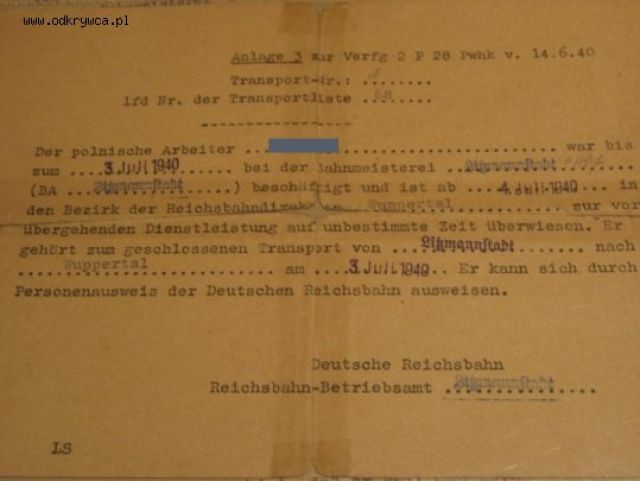 www.odkrywca.pl
Anlage 3 zur Verfg 2 P 28 Pwhk v. 14.6.40
Transport-Nr.: 1 ........
lfd Nr. der Transportliste .68......
Der polnische Arbeiter ... ...................... war bis
zum ....3. Juli 1940...... bei der Bahnmeisterei ..Litzmannstadt
(BA ...Litzmannstadt.....) beschäftigt und ist ab ....4. Juli 1940... in
den Bezirk der Reichsbahndirektion ..Wuppertal............ zur vor
übergehenden Dienstleistung auf unbestimmte Zeit überwiesen. Er
gehört zum geschlossenen Transport von ...Litzmannstadt...... nach
....Wuppertal............ am ....3. Juli 1940.. Er kann sich durch
Personenausweis der Deutschen Reichsbahn ausweisen.
Deutsche Reichsbahn
Reichsbahn-Betriebsamt .Litzmannstadt....
LS